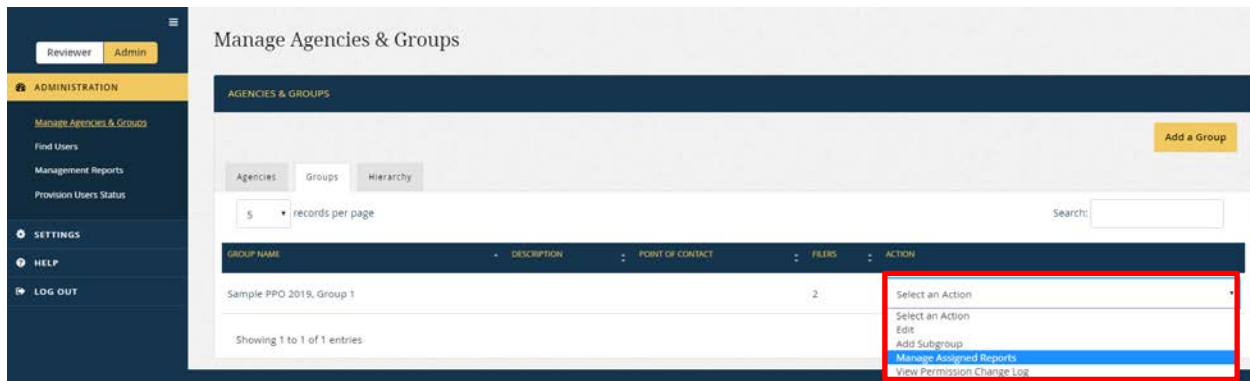 Reviewer Admin
ADMINISTRATION
Manage Agencies & Groups
Find Users
Management Reports
Provision Users Status
SETTINGS
HELP
LOG OUT
Manage Agencies & Groups
AGENCIES & GROUPS
Add a Group
Agencies Groups Hierarchy
5 records per page Search:
GROUP NAME DESCRIPTION POINT OF CONTACT FILERS ACTION
Sample PPO 2019, Group 1 2 Select an Action
Select an Action
Edit
Add Subgroup
Manage Assigned Reports
View Permission Change Log
Showing 1 to 1 of 1 entries